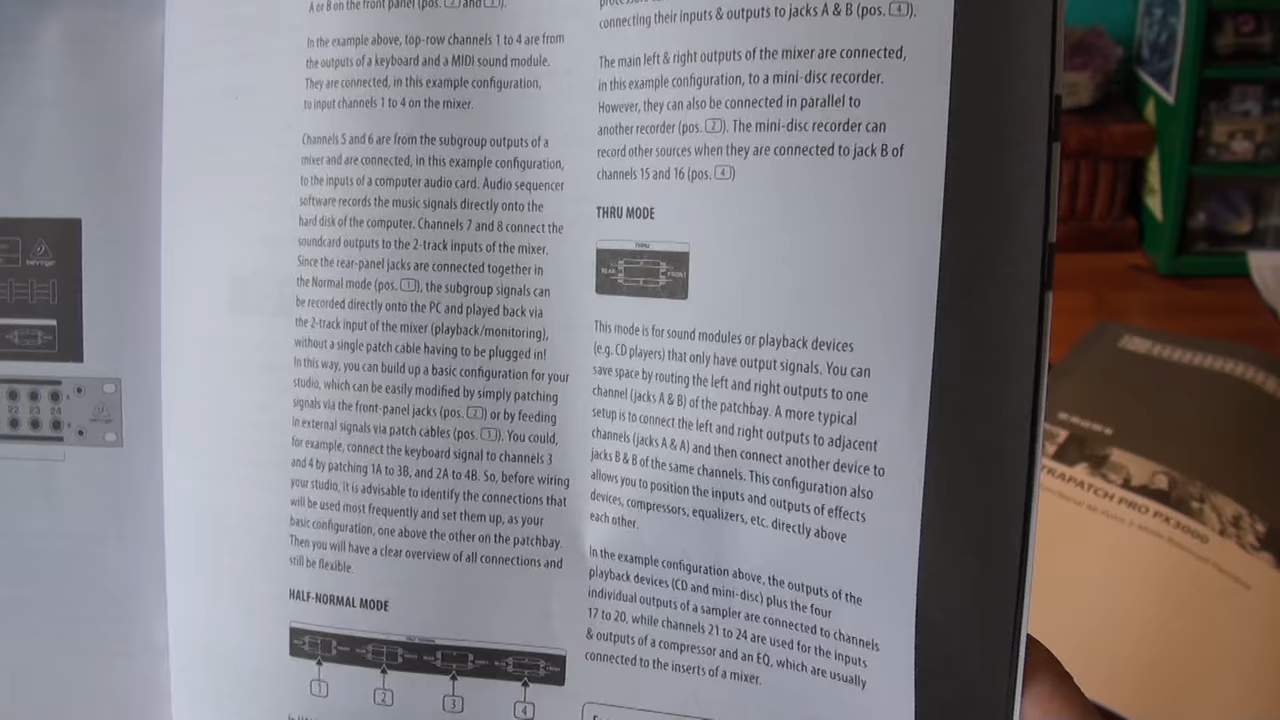 A or B on the front panel (pos. 2 and 3).
In the example above, top-row channels 1 to 4 are from
the outputs of a keyboard and a MIDI sound module.
They are connected, in this example configuration,
to input channels 1 to 4 on the mixer.
Channels 5 and 6 are from the subgroup outputs of a
mixer and are connected, in this example configuration,
to the inputs of a computer audio card. Audio sequencer
software records the music signals directly onto the
hard disk of the computer. Channels 7 and 8 connect the
soundcard outputs to the 2-track inputs of the mixer.
Since the rear-panel jacks are connected together in
the Normal mode (pos. 1), the subgroup signals can
be recorded directly onto the PC and played back via
the 2-track input of the mixer (playback/monitoring),
without a single patch cable having to be plugged in!
In this way, you can build up a basic configuration for your
studio, which can be easily modified by simply patching
signals via the front-panel jacks (pos. 2) or by feeding
in external signals via patch cables (pos. 3). You could,
for example, connect the keyboard signal to channels 3
and 4 by patching 1A to 3B, and 2A to 4B. So, before wiring
your studio, it is advisable to identify the connections that
will be used most frequently and set them up, as your
basic configuration, one above the other on the patchbay.
Then you will have a clear overview of all connections and
still be flexible.
HALF-NORMAL MODE
1
2
3
4
connecting their inputs & outputs to jacks A & B (pos. 4).
The main left & right outputs of the mixer are connected,
in this example configuration, to a mini-disc recorder.
However, they can also be connected in parallel to
another recorder (pos. 2). The mini-disc recorder can
record other sources when they are connected to jack B of
channels 15 and 16 (pos. 4)
THRU MODE
THRU
REAR
FRONT
This mode is for sound modules or playback devices
(e.g. CD players) that only have output signals. You can
save space by routing the left and right outputs to one
channel (jacks A & B) of the patchbay. A more typical
setup is to connect the left and right outputs to adjacent
channels (jacks A & A) and then connect another device to
jacks B & B of the same channels. This configuration also
allows you to position the inputs and outputs of effects
devices, compressors, equalizers, etc. directly above
each other.
In the example configuration above, the outputs of the
playback devices (CD and mini-disc) plus the four
individual outputs of a sampler are connected to channels
17 to 20, while channels 21 to 24 are used for the inputs
& outputs of a compressor and an EQ, which are usually
connected to the inserts of a mixer.
behringer
22 23 24
TRAPATCH PRO PX3000